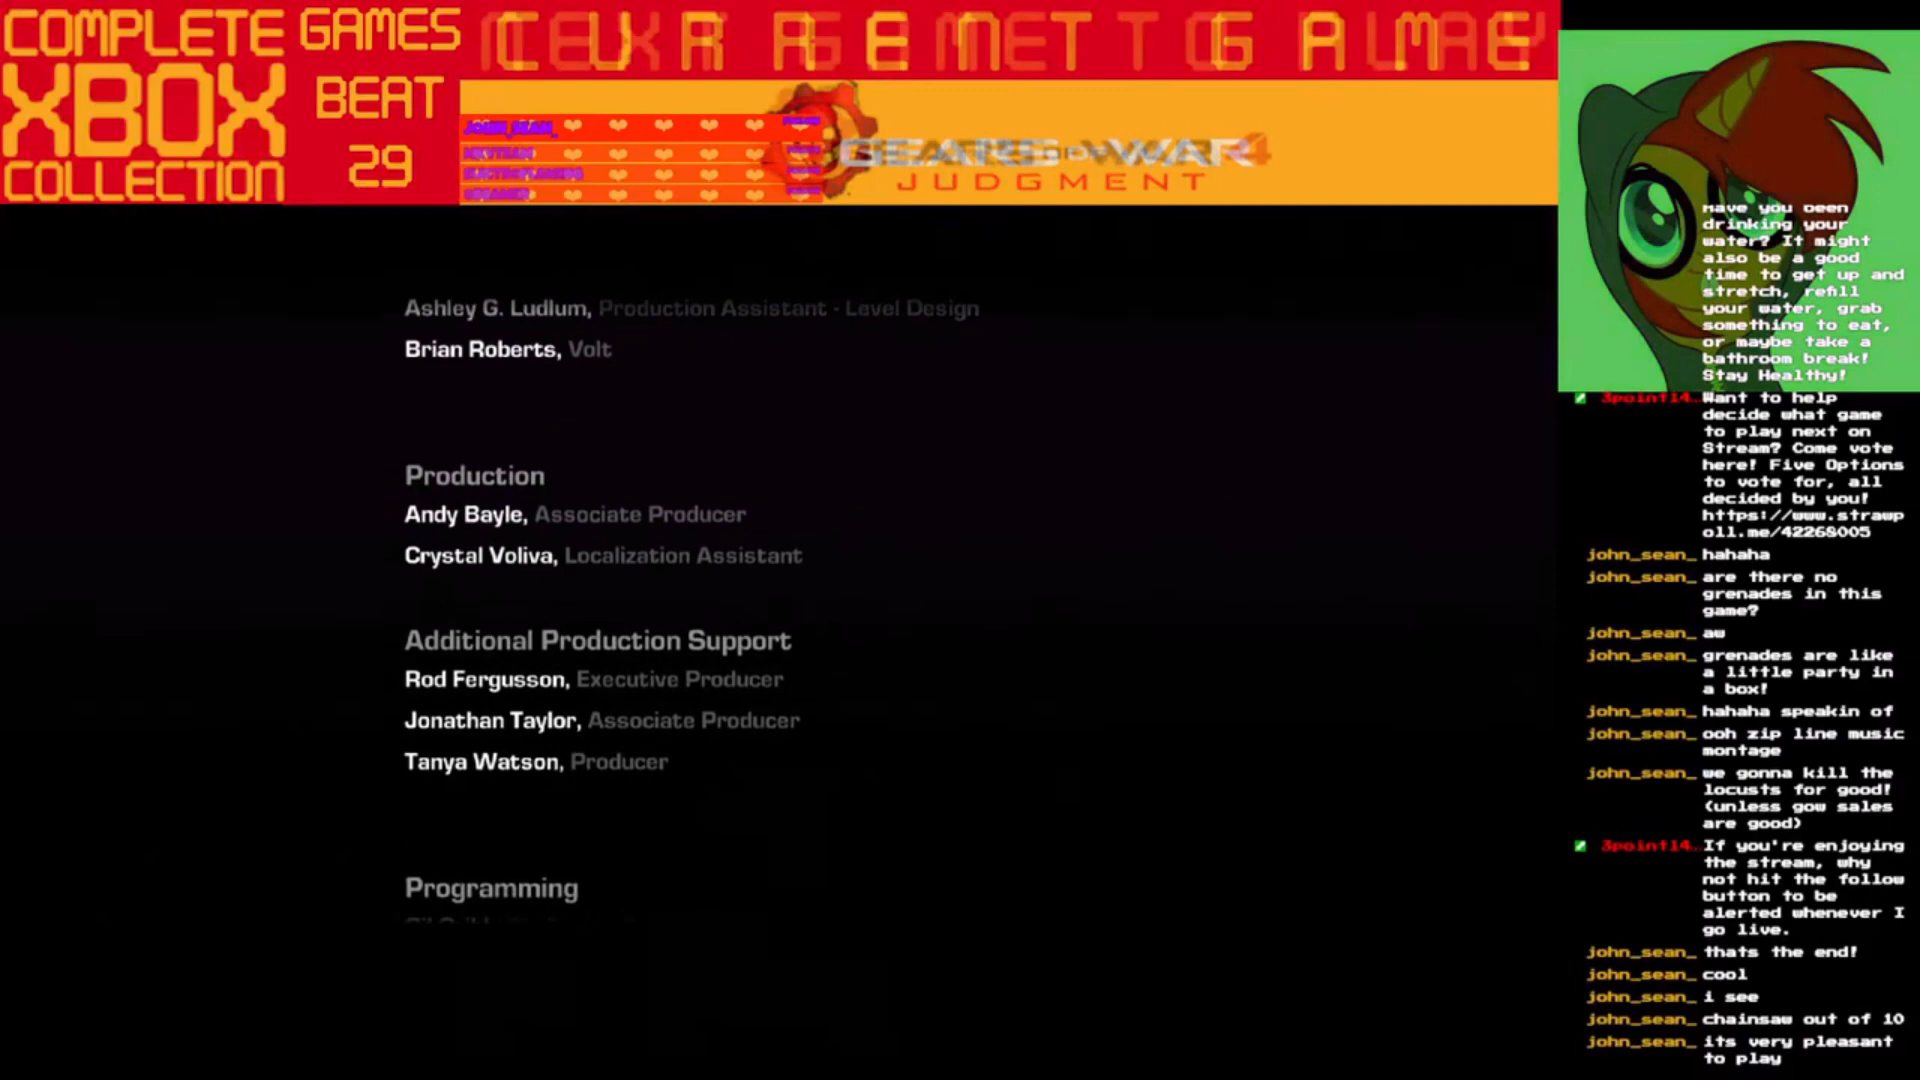 COMPLETE
XBOX
COLLECTION
GAMES
BEAT
29
CURRENT GAME
GEARS OF WAR
JUDGMENT
Ashley G. Ludlum, Production Assistant - Level Design
Brian Roberts, Volt
Production
Andy Bayle, Associate Producer
Crystal Voliva, Localization Assistant
Additional Production Support
Rod Fergusson, Executive Producer
Jonathan Taylor, Associate Producer
Tanya Watson, Producer
Programming
Have you been
drinking your
water? It might
also be a good
time to get up and
stretch, refill
your water, grab
something to eat,
or maybe take a
bathroom break!
Stay Healthy!
3point14… Want to help
decide what game
to play next on
Stream? Come vote
here! Five Options
to vote for, all
decided by you!
https://www.strawp
oll.me/42268005
john_sean_ hahaha
john_sean_ are there no
grenades in this
game?
john_sean_ aw
john_sean_ grenades are like
a little party in
a box!
john_sean_ hahaha speakin of
john_sean_ ooh zip line music
montage
john_sean_ we gonna kill the
locusts for good!
(unless gow sales
are good)
3point14… If you're enjoying
the stream, why
not hit the follow
button to be
alerted whenever I
go live.
john_sean_ thats the end!
john_sean_ cool
john_sean_ i see
john_sean_ chainsaw out of 10
john_sean_ its very pleasant
to play